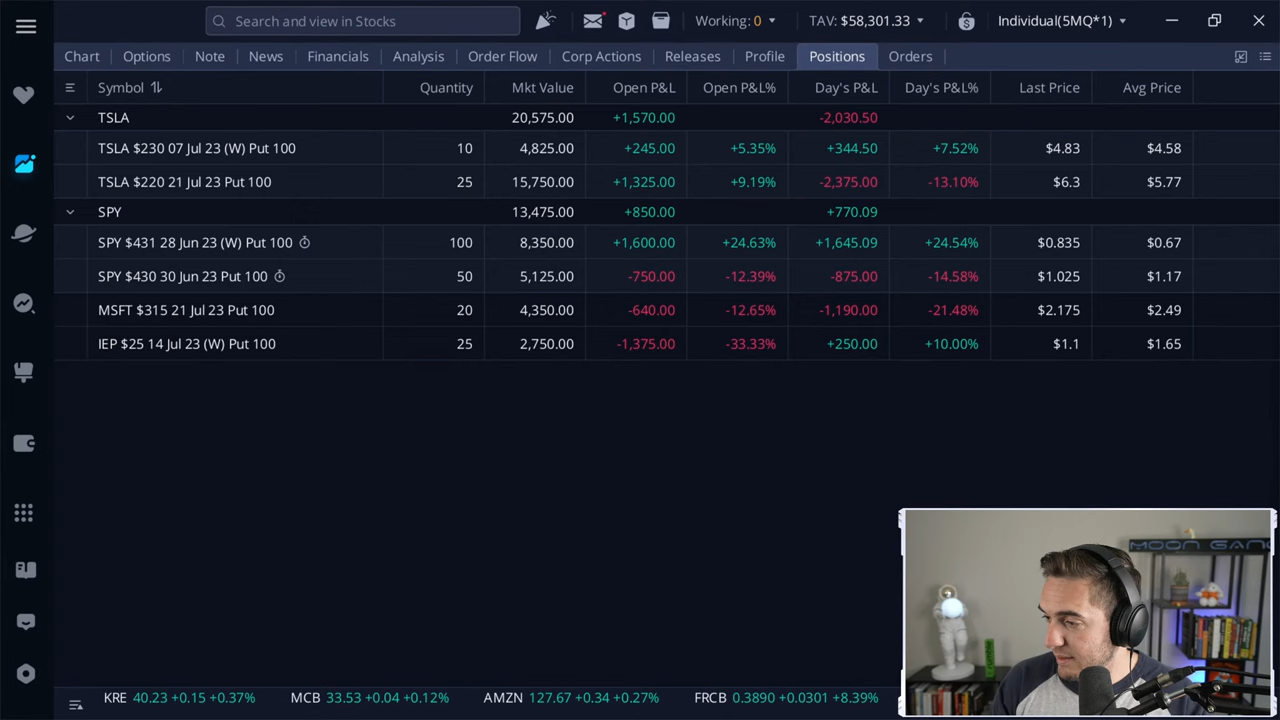 Search and view in Stocks
Working: 0
TAV: $58,301.33
Individual(5MQ*1)
Chart Options Note News Financials Analysis Order Flow Corp Actions Releases Profile Positions Orders
Symbol Quantity Mkt Value Open P&L Open P&L% Day's P&L Day's P&L% Last Price Avg Price
TSLA 20,575.00 +1,570.00 -2,030.50
TSLA $230 07 Jul 23 (W) Put 100 10 4,825.00 +245.00 +5.35% +344.50 +7.52% $4.83 $4.58
TSLA $220 21 Jul 23 Put 100 25 15,750.00 +1,325.00 +9.19% -2,375.00 -13.10% $6.3 $5.77
SPY 13,475.00 +850.00 +770.09
SPY $431 28 Jun 23 (W) Put 100 100 8,350.00 +1,600.00 +24.63% +1,645.09 +24.54% $0.835 $0.67
SPY $430 30 Jun 23 Put 100 50 5,125.00 -750.00 -12.39% -875.00 -14.58% $1.025 $1.17
MSFT $315 21 Jul 23 Put 100 20 4,350.00 -640.00 -12.65% -1,190.00 -21.48% $2.175 $2.49
IEP $25 14 Jul 23 (W) Put 100 25 2,750.00 -1,375.00 -33.33% +250.00 +10.00% $1.1 $1.65
MOON GANG
KRE 40.23 +0.15 +0.37% MCB 33.53 +0.04 +0.12% AMZN 127.67 +0.34 +0.27% FRCB 0.3890 +0.0301 +8.39%